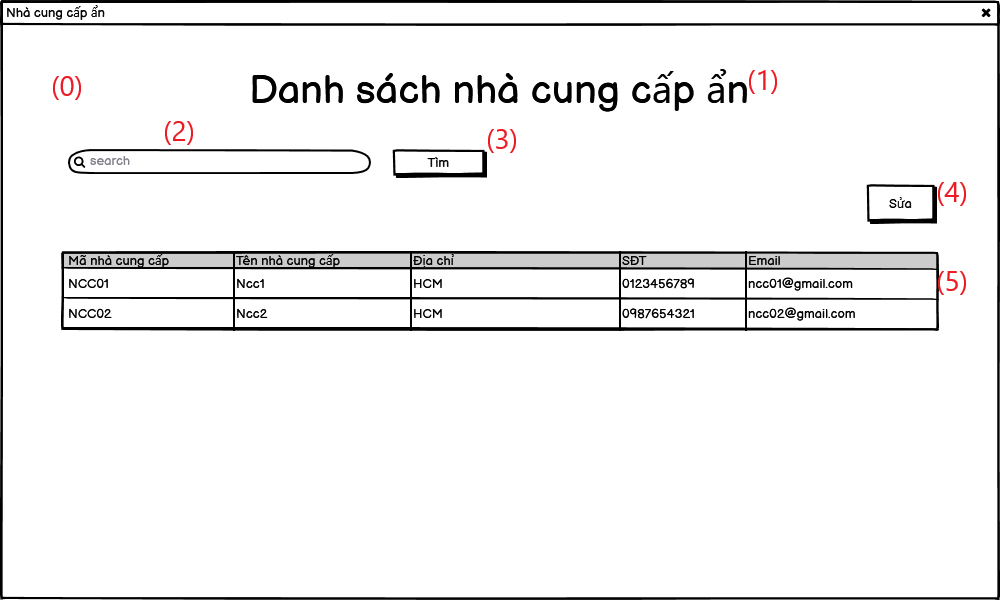 Nhà cung cấp ẩn
(0)
Danh sách nhà cung cấp ẩn (1)
(2)
search
Tìm (3)
Sửa (4)
Mã nhà cung cấp Tên nhà cung cấp Địa chỉ SĐT Email
NCC01 Ncc1 HCM 0123456789 ncc01@gmail.com (5)
NCC02 Ncc2 HCM 0987654321 ncc02@gmail.com